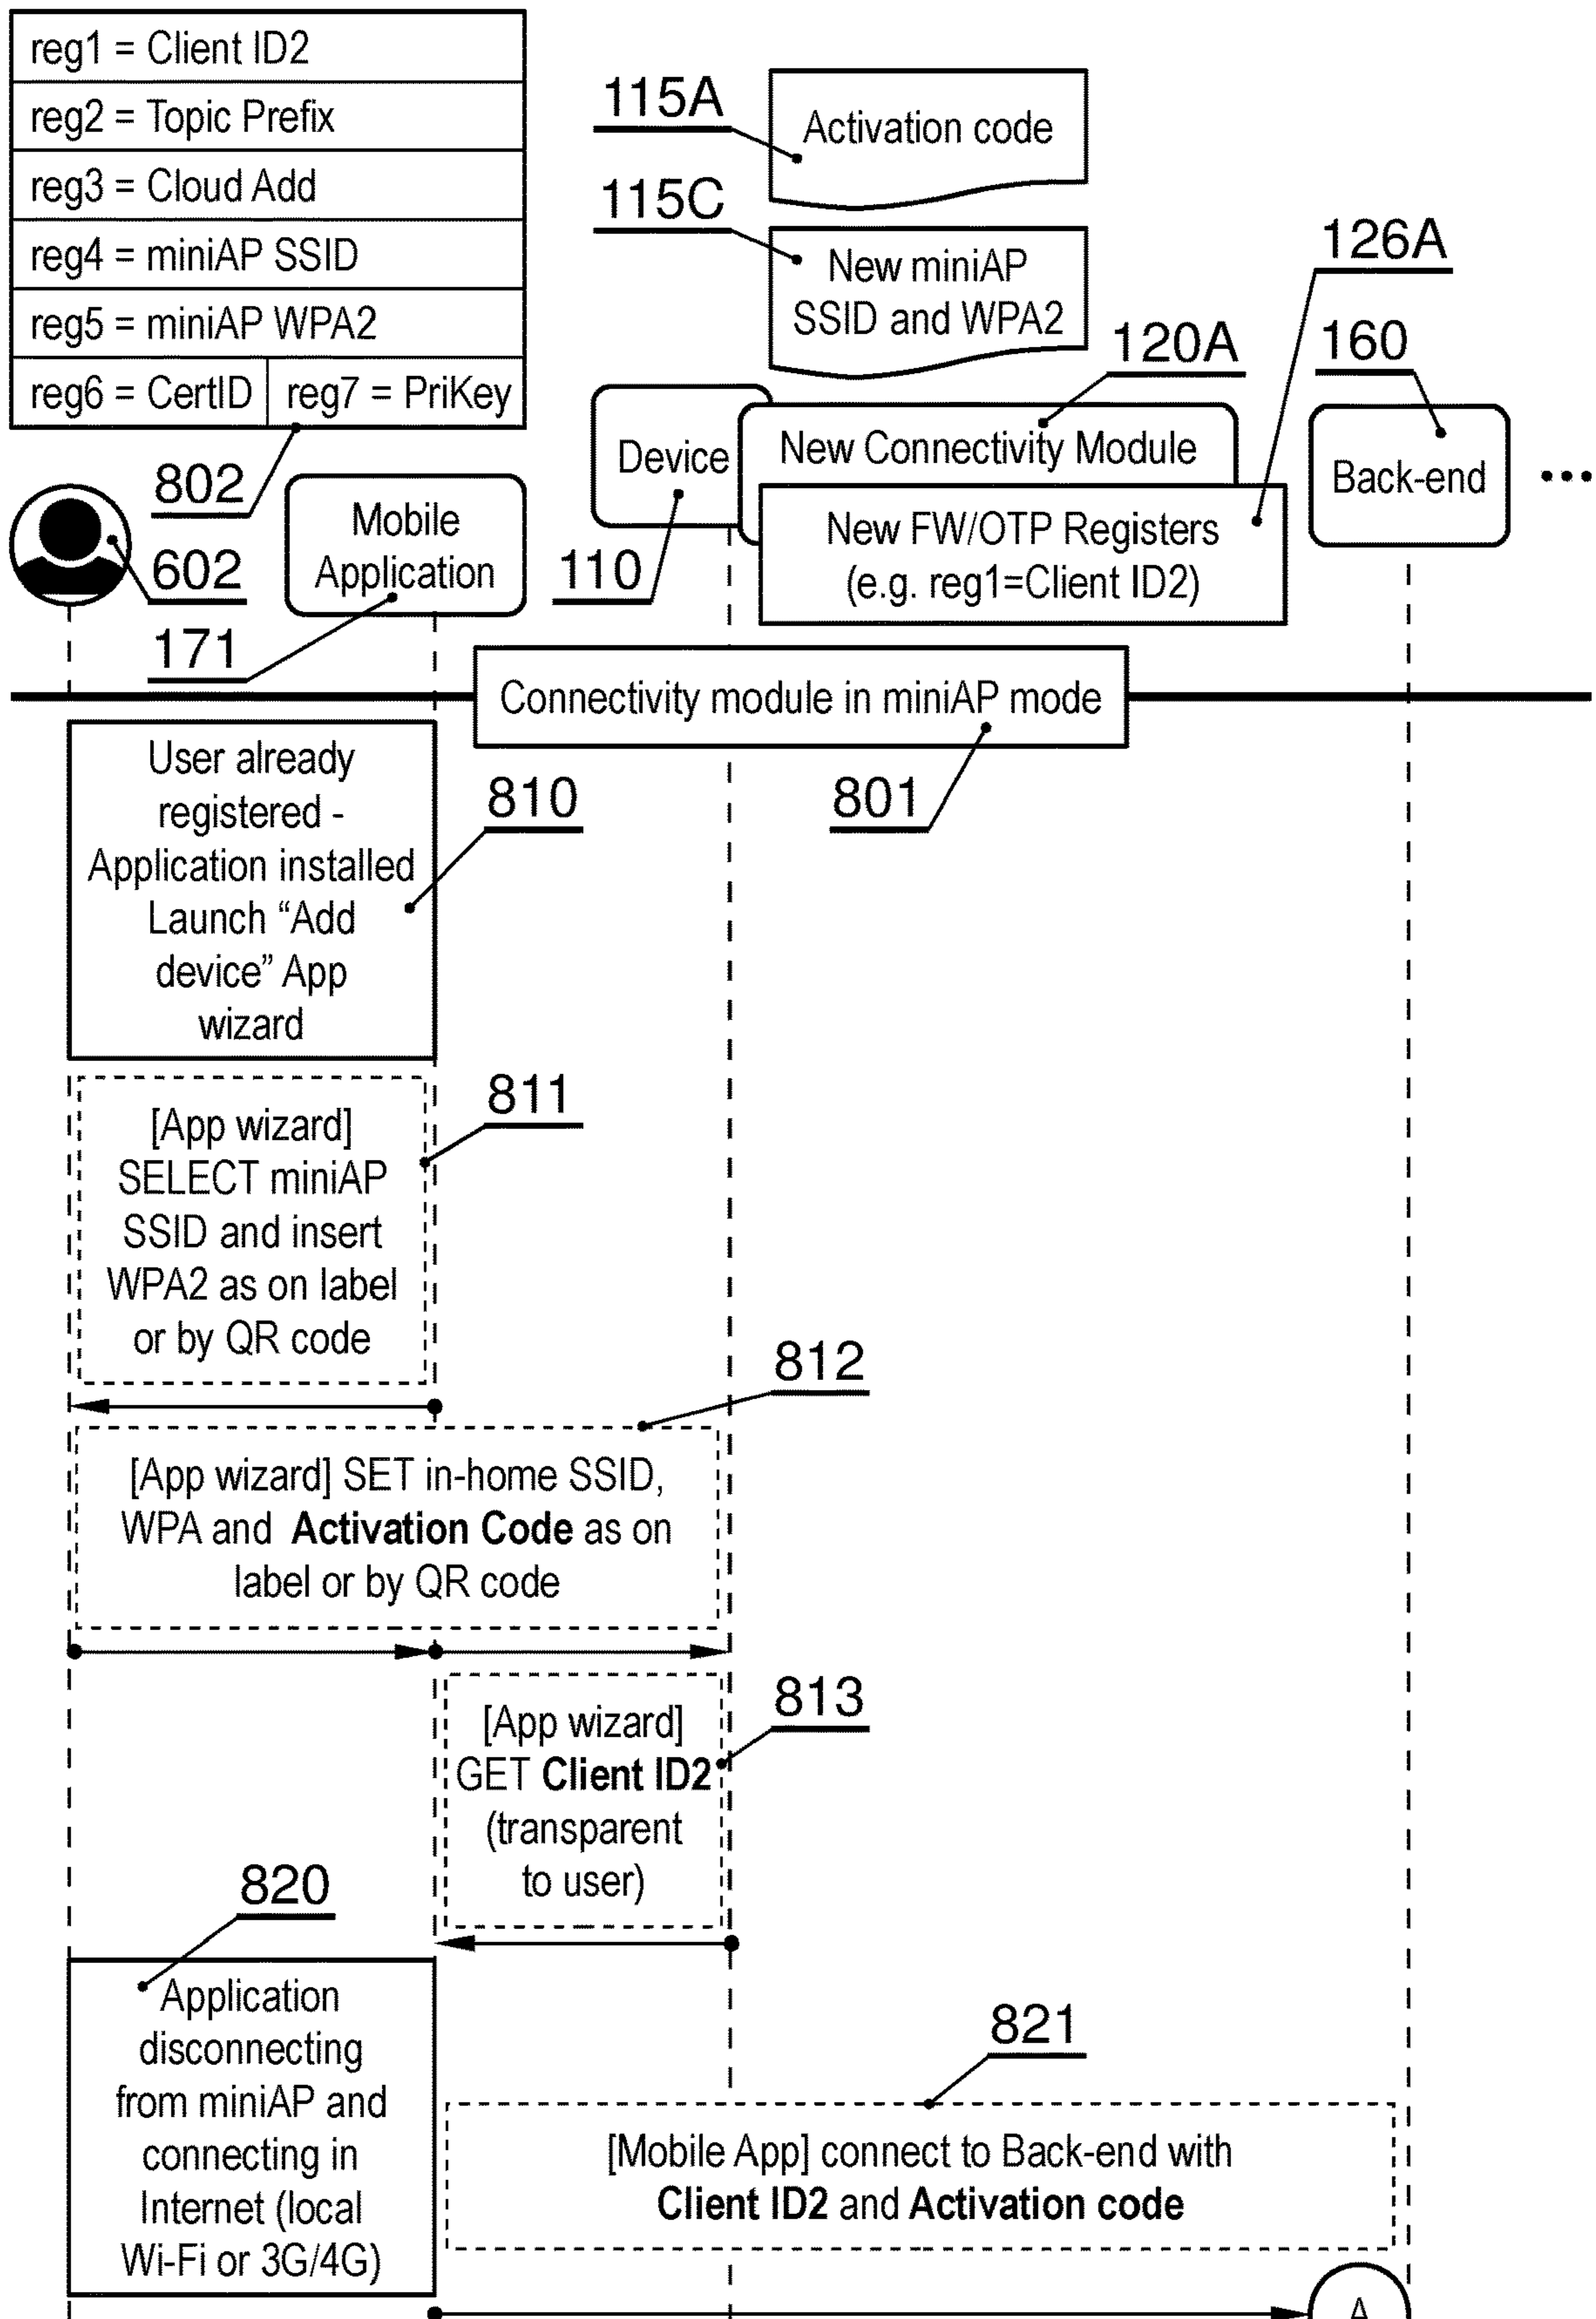 reg1 = Client ID2
reg2 = Topic Prefix
reg3 = Cloud Add
reg4 = miniAP SSID
reg5 = miniAP WPA2
reg6 = CertID
reg7 = PriKey
802
602
Mobile
Application
171
115A
Activation code
115C
New miniAP
SSID and WPA2
126A
120A
160
Device
110
New Connectivity Module
New FW/OTP Registers
(e.g. reg1=Client ID2)
Back-end
...
Connectivity module in miniAP mode
801
User already
registered -
Application installed
Launch “Add
device” App
wizard
810
[App wizard]
SELECT miniAP
SSID and insert
WPA2 as on label
or by QR code
811
812
[App wizard] SET in-home SSID,
WPA and Activation Code as on
label or by QR code
813
[App wizard]
GET Client ID2
(transparent
to user)
820
Application
disconnecting
from miniAP and
connecting in
Internet (local
Wi-Fi or 3G/4G)
821
[Mobile App] connect to Back-end with
Client ID2 and Activation code
A